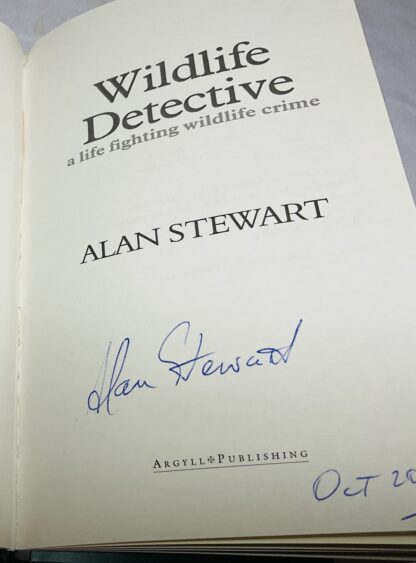 Wildlife
Detective
a life fighting wildlife crime
ALAN STEWART
Alan Stewart
ARGYLL✠PUBLISHING
Oct